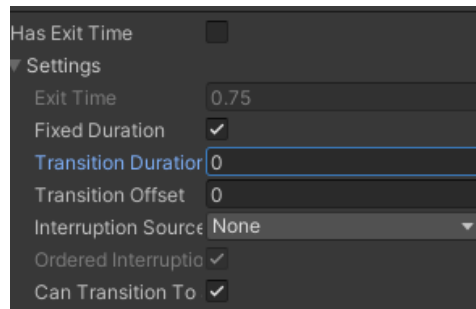 Has Exit Time
Settings
Exit Time 0.75
Fixed Duration
Transition Duration 0
Transition Offset 0
Interruption Source None
Ordered Interruptio
Can Transition To